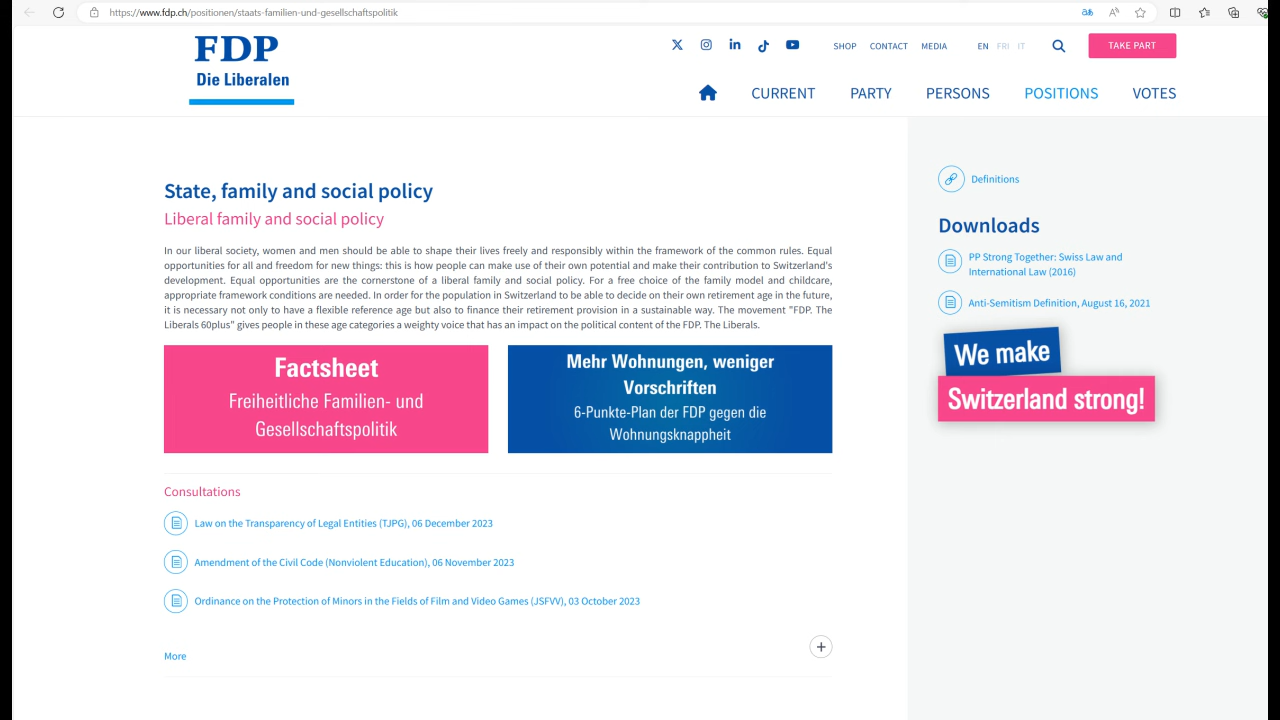 https://www.fdp.ch/positionen/staats-familien-und-gesellschaftspolitik
FDP
Die Liberalen
SHOP CONTACT MEDIA EN FRI IT TAKE PART
CURRENT PARTY PERSONS POSITIONS VOTES
State, family and social policy
Liberal family and social policy
In our liberal society, women and men should be able to shape their lives freely and responsibly within the framework of the common rules. Equal
opportunities for all and freedom for new things: this is how people can make use of their own potential and make their contribution to Switzerland's
development. Equal opportunities are the cornerstone of a liberal family and social policy. For a free choice of the family model and childcare,
appropriate framework conditions are needed. In order for the population in Switzerland to be able to decide on their own retirement age in the future,
it is necessary not only to have a flexible reference age but also to finance their retirement provision in a sustainable way. The movement "FDP. The
Liberals 60plus" gives people in these age categories a weighty voice that has an impact on the political content of the FDP. The Liberals.
Factsheet
Freiheitliche Familien- und
Gesellschaftspolitik
Mehr Wohnungen, weniger
Vorschriften
6-Punkte-Plan der FDP gegen die
Wohnungsknappheit
Consultations
Law on the Transparency of Legal Entities (TJPG), 06 December 2023
Amendment of the Civil Code (Nonviolent Education), 06 November 2023
Ordinance on the Protection of Minors in the Fields of Film and Video Games (JSFVV), 03 October 2023
More
Definitions
Downloads
PP Strong Together: Swiss Law and
International Law (2016)
Anti-Semitism Definition, August 16, 2021
We make
Switzerland strong!